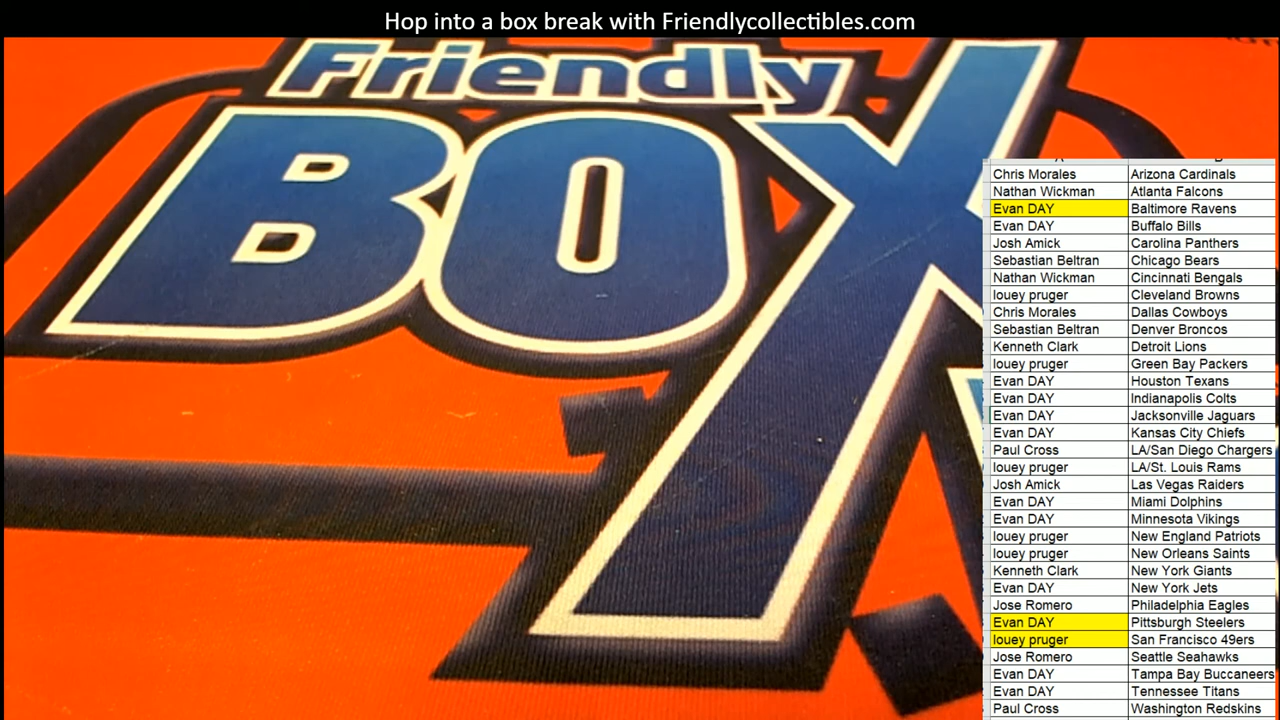 Hop into a box break with Friendlycollectibles.com
Friendly
BOX
Chris Morales Arizona Cardinals
Nathan Wickman Atlanta Falcons
Evan DAY Baltimore Ravens
Evan DAY Buffalo Bills
Josh Amick Carolina Panthers
Sebastian Beltran Chicago Bears
Nathan Wickman Cincinnati Bengals
louey pruger Cleveland Browns
Chris Morales Dallas Cowboys
Sebastian Beltran Denver Broncos
Kenneth Clark Detroit Lions
louey pruger Green Bay Packers
Evan DAY Houston Texans
Evan DAY Indianapolis Colts
Evan DAY Jacksonville Jaguars
Evan DAY Kansas City Chiefs
Paul Cross LA/San Diego Chargers
louey pruger LA/St. Louis Rams
Josh Amick Las Vegas Raiders
Evan DAY Miami Dolphins
Evan DAY Minnesota Vikings
louey pruger New England Patriots
louey pruger New Orleans Saints
Kenneth Clark New York Giants
Evan DAY New York Jets
Jose Romero Philadelphia Eagles
Evan DAY Pittsburgh Steelers
louey pruger San Francisco 49ers
Jose Romero Seattle Seahawks
Evan DAY Tampa Bay Buccaneers
Evan DAY Tennessee Titans
Paul Cross Washington Redskins